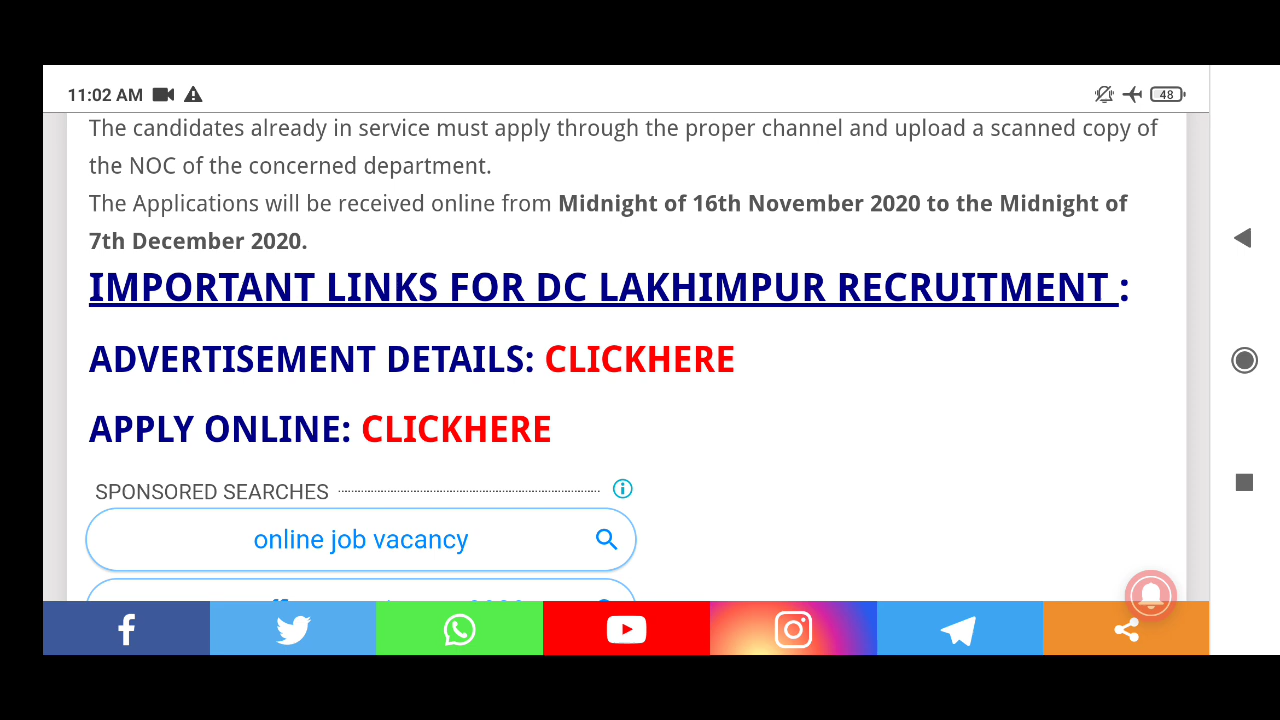 11:02 AM
48
The candidates already in service must apply through the proper channel and upload a scanned copy of
the NOC of the concerned department.
The Applications will be received online from Midnight of 16th November 2020 to the Midnight of
7th December 2020.
IMPORTANT LINKS FOR DC LAKHIMPUR RECRUITMENT :
ADVERTISEMENT DETAILS: CLICKHERE
APPLY ONLINE: CLICKHERE
SPONSORED SEARCHES
online job vacancy